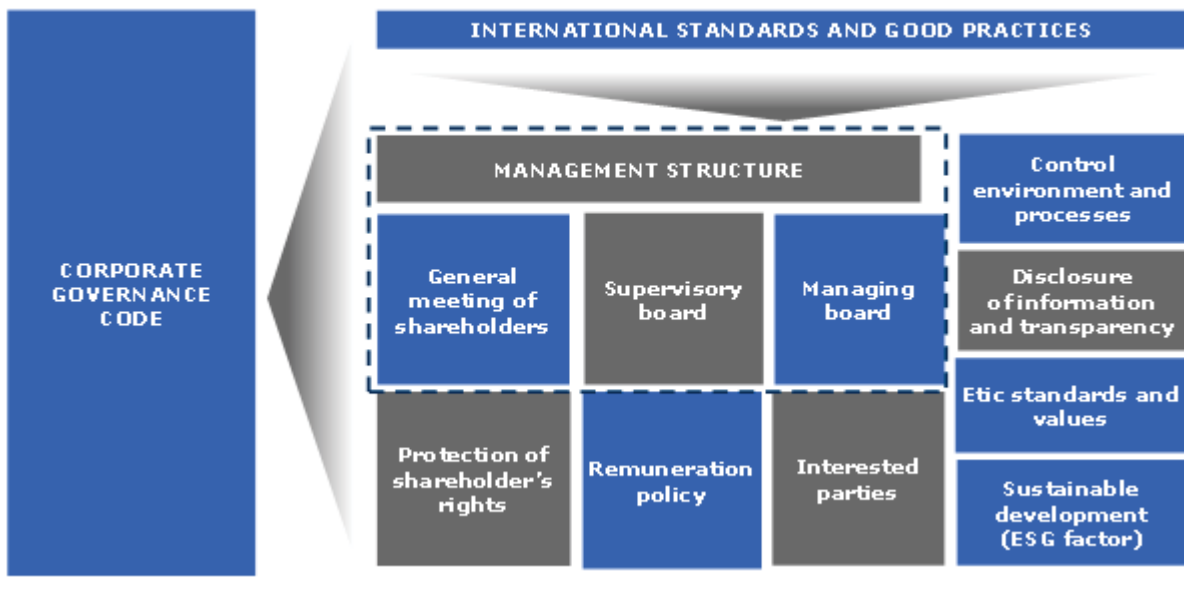 INTERNATIONAL STANDARDS AND GOOD PRACTICES
CORPORATE
GOVERNANCE
CODE
MANAGEMENT STRUCTURE
General
meeting of
shareholders
Supervisory
board
Managing
board
Protection of
shareholder's
rights
Remuneration
policy
Interested
parties
Control
environment and
processes
Disclosure
of information
and transparency
Etic standards and
values
Sustainable
development
(ESG factor)